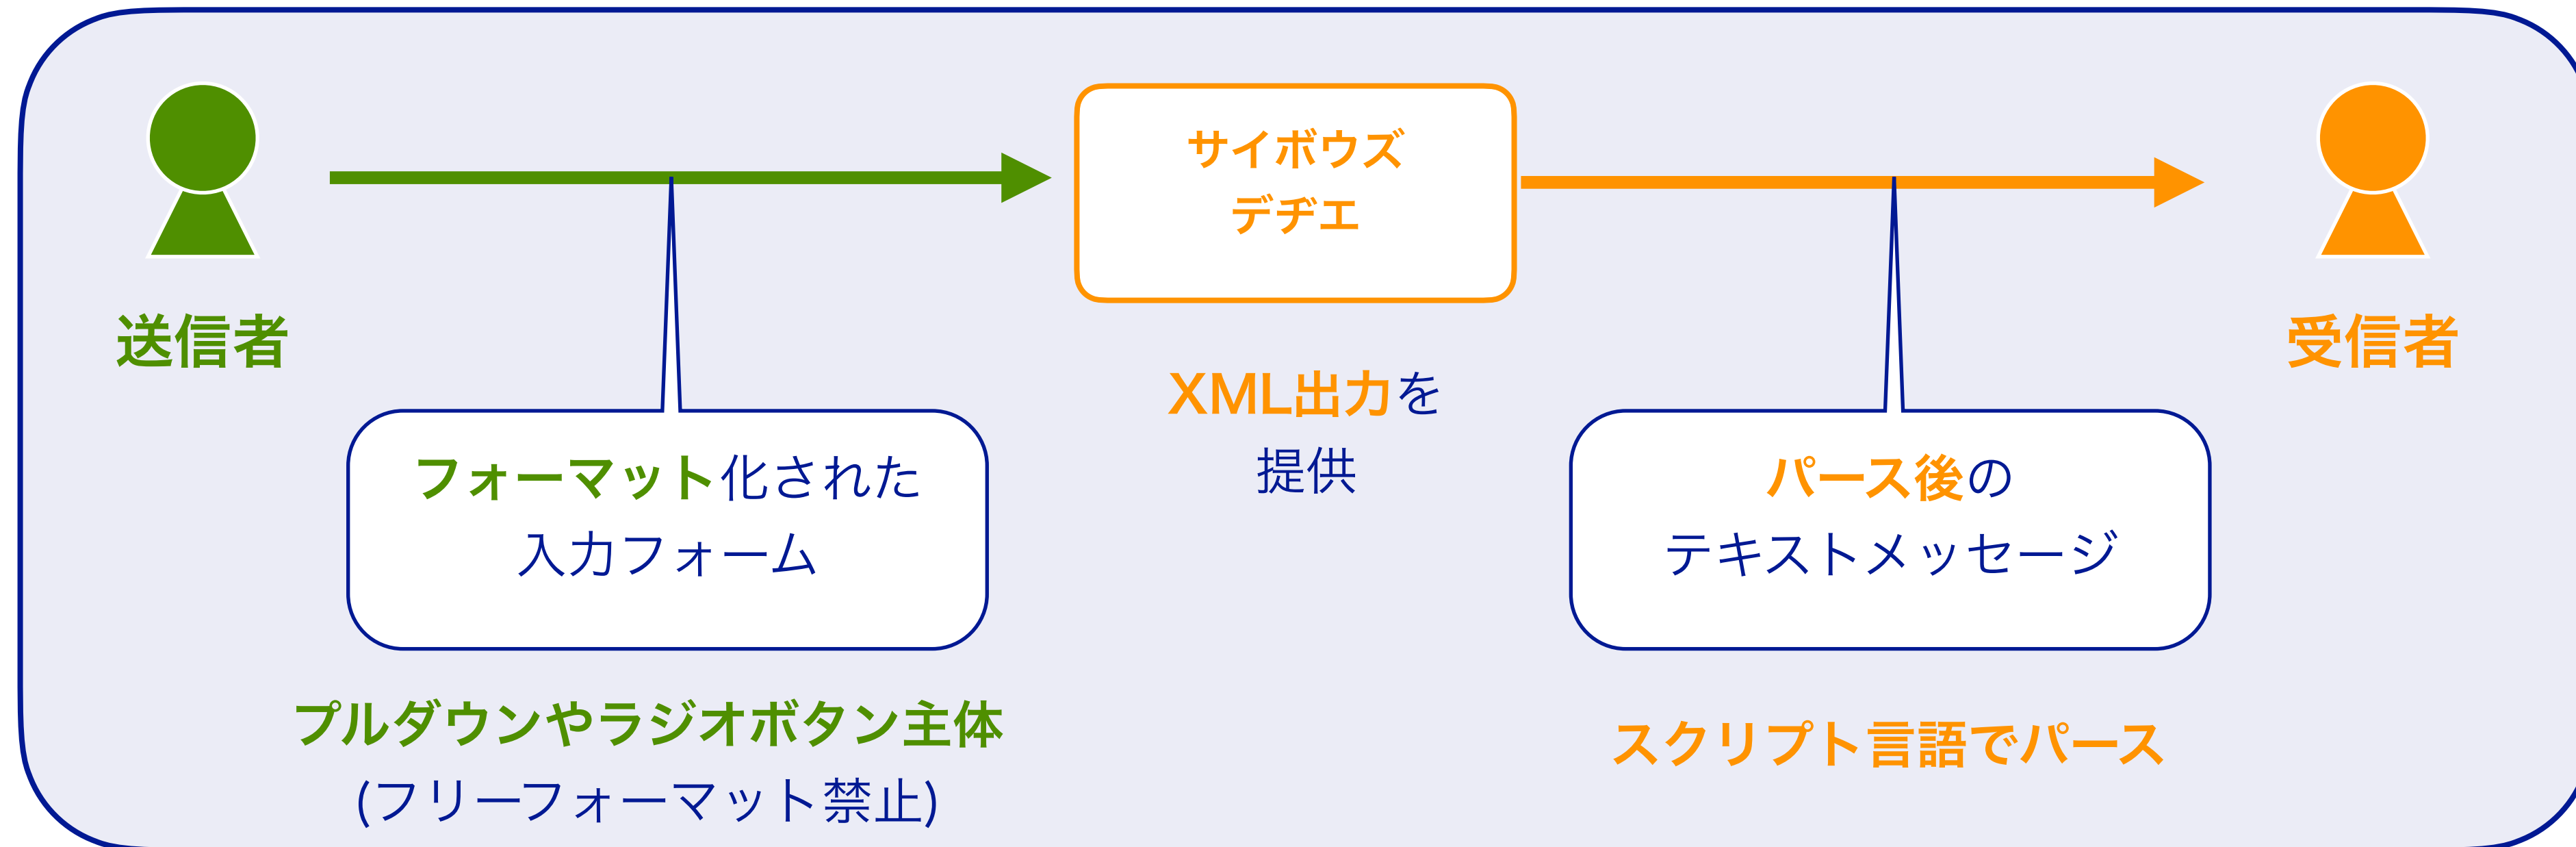 サイボウズ
デヂエ
送信者
受信者
XML出力を
提供
フォーマット化された
入力フォーム
パース後の
テキストメッセージ
プルダウンやラジオボタン主体
(フリーフォーマット禁止)
スクリプト言語でパース